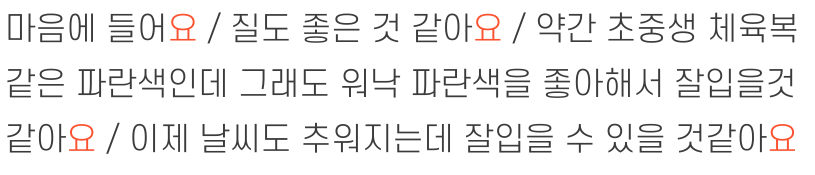 마음에 들어요 / 질도 좋은 것 같아요 / 약간 초중생 체육복
같은 파란색인데 그래도 워낙 파란색을 좋아해서 잘입을것
같아요 / 이제 날씨도 추워지는데 잘입을 수 있을 것같아요